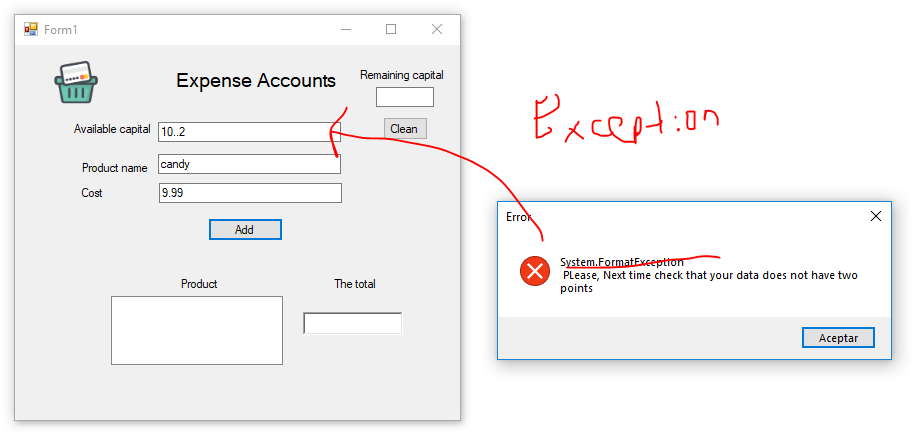 Form1
Expense Accounts
Remaining capital
Available capital
10..2
Clean
Product name
candy
Cost
9.99
Add
Product
The total
Exception
Error
System.FormatException
PLease, Next time check that your data does not have two
points
Aceptar